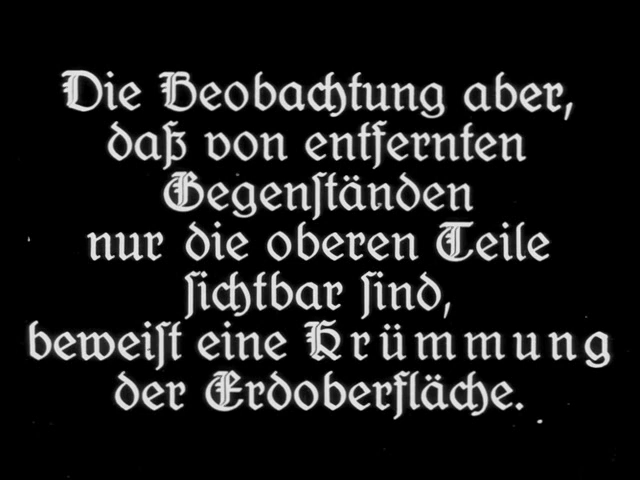 Die Beobachtung aber,
daß von entfernten
Gegenständen
nur die oberen Teile
sichtbar sind,
beweist eine Krümmung
der Erdoberfläche.